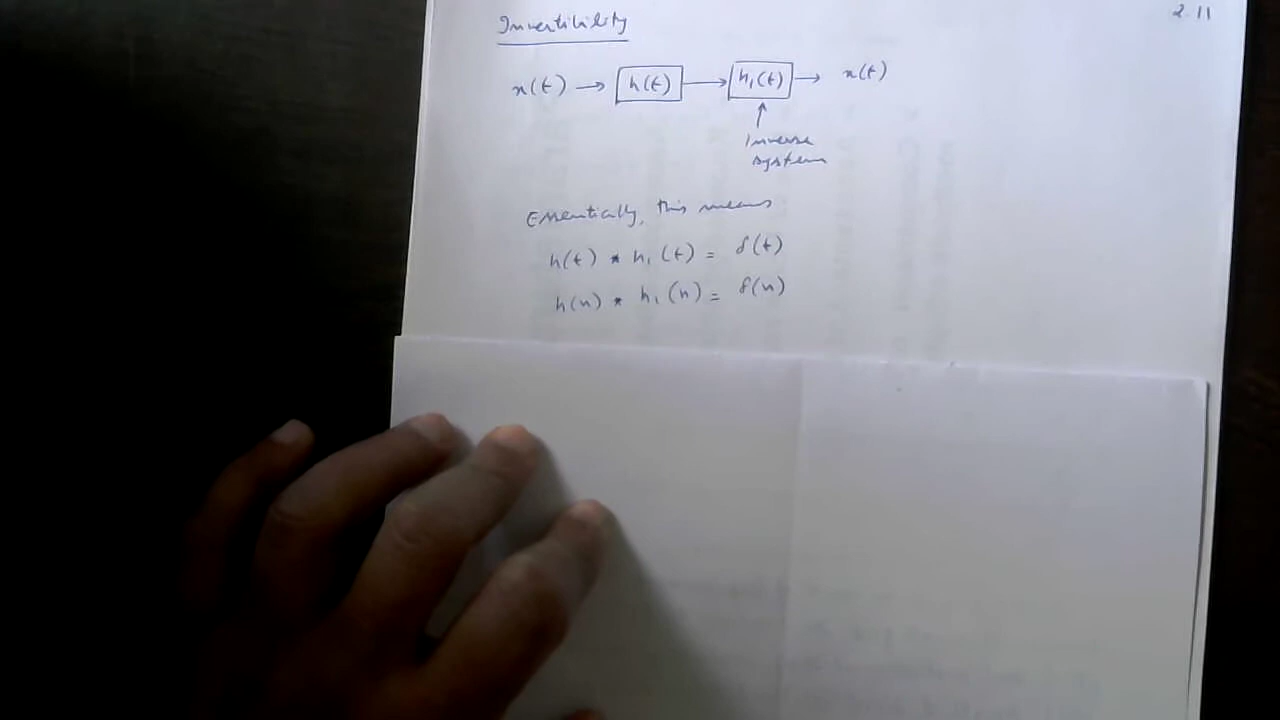 2.11
Invertibility
x(t) → h(t) → h₁(t) → x(t)
↑
Inverse
system
Essentially, this means
h(t) * h₁(t) = δ(t)
h(n) * h₁(n) = δ(n)